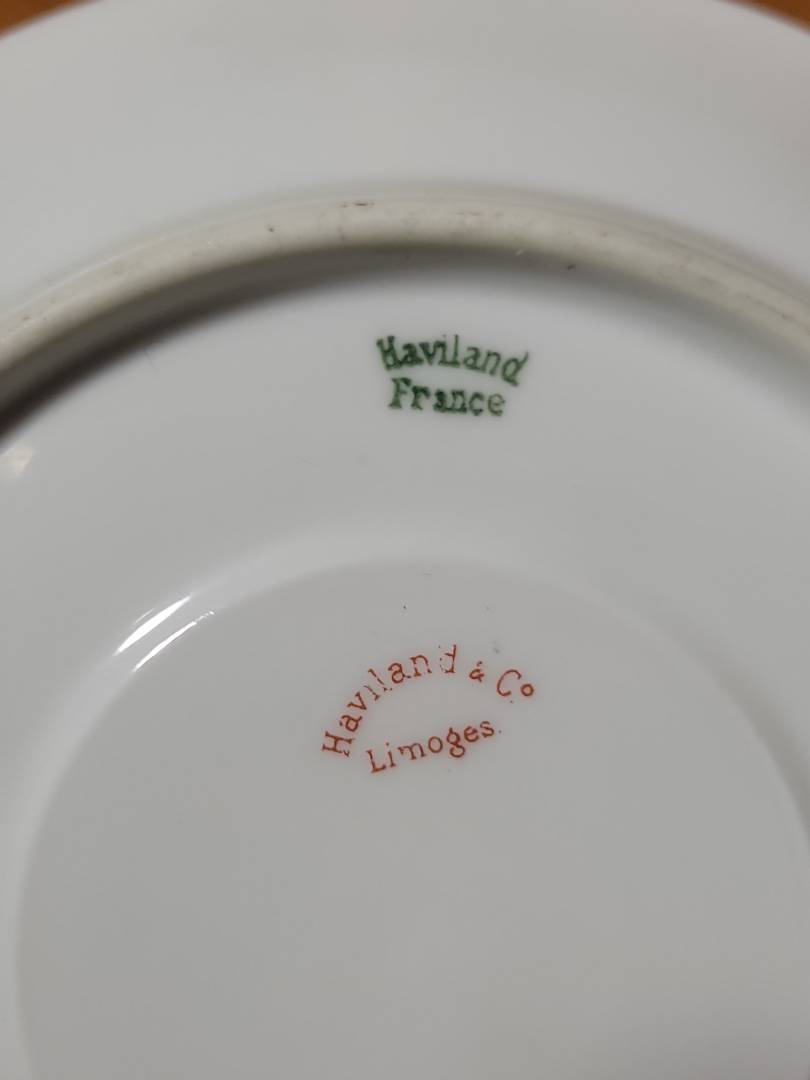 Haviland
France
Haviland & Co
Limoges.